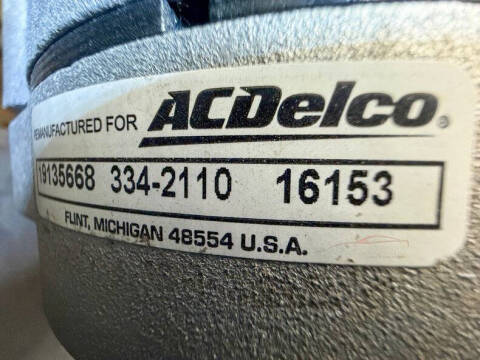 REMANUFACTURED FOR ACDelco®
19135668 334-2110 16153
FLINT, MICHIGAN 48554 U.S.A.